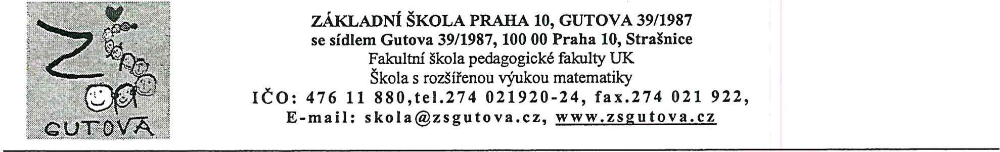 ZŠ
GUTOVA
ZÁKLADNÍ ŠKOLA PRAHA 10, GUTOVA 39/1987
se sídlem Gutova 39/1987, 100 00 Praha 10, Strašnice
Fakultní škola pedagogické fakulty UK
Škola s rozšířenou výukou matematiky
IČO: 476 11 880,tel.274 021920-24, fax.274 021 922,
E-mail: skola@zsgutova.cz, www.zsgutova.cz